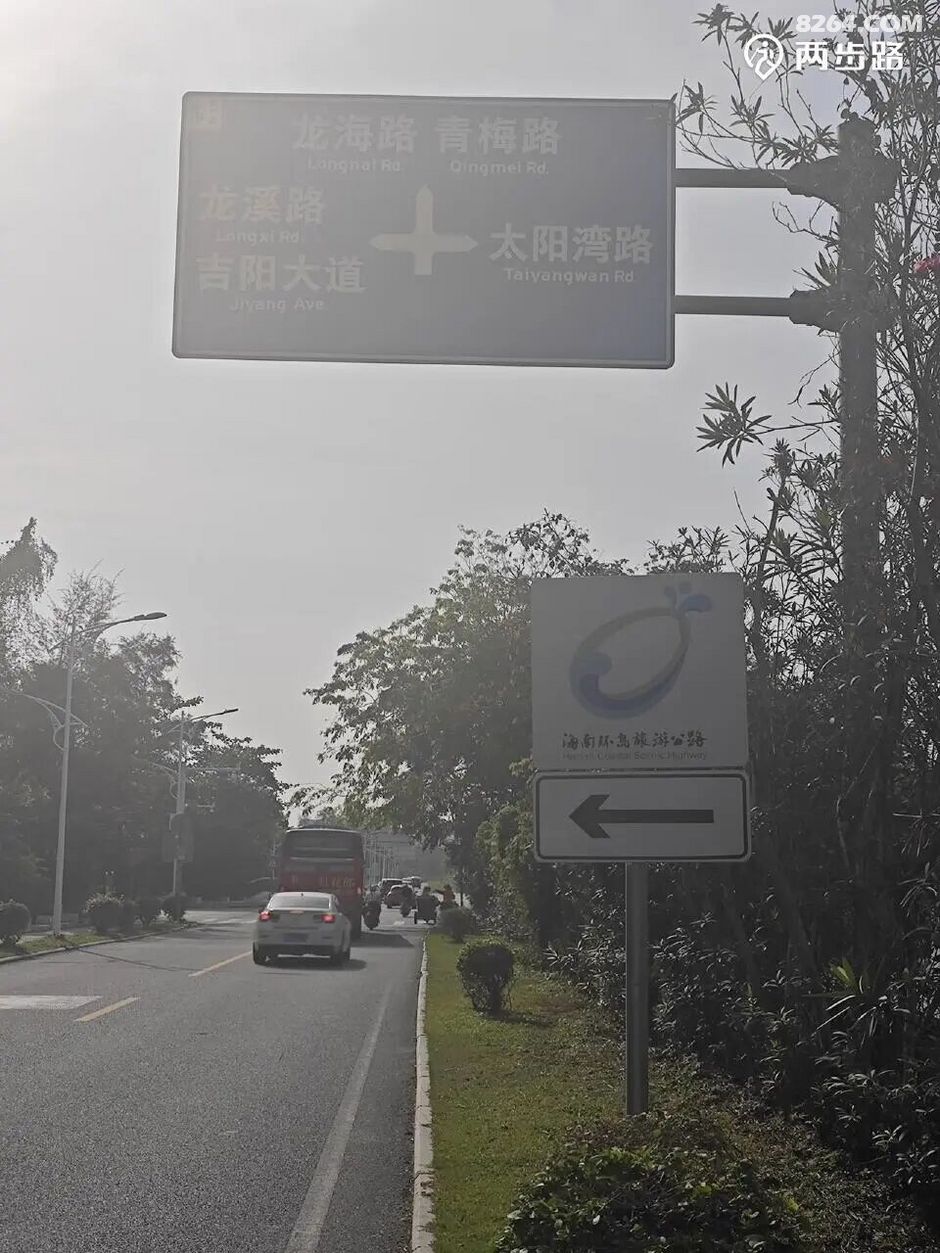 8264.COM
两步路
龙海路 青梅路
Longhai Rd. Qingmei Rd.
龙溪路
Longxi Rd.
太阳湾路
Taiyangwan Rd.
吉阳大道
Jiyang Ave.
海南环岛旅游公路
Hainan Coastal Scenic Highway